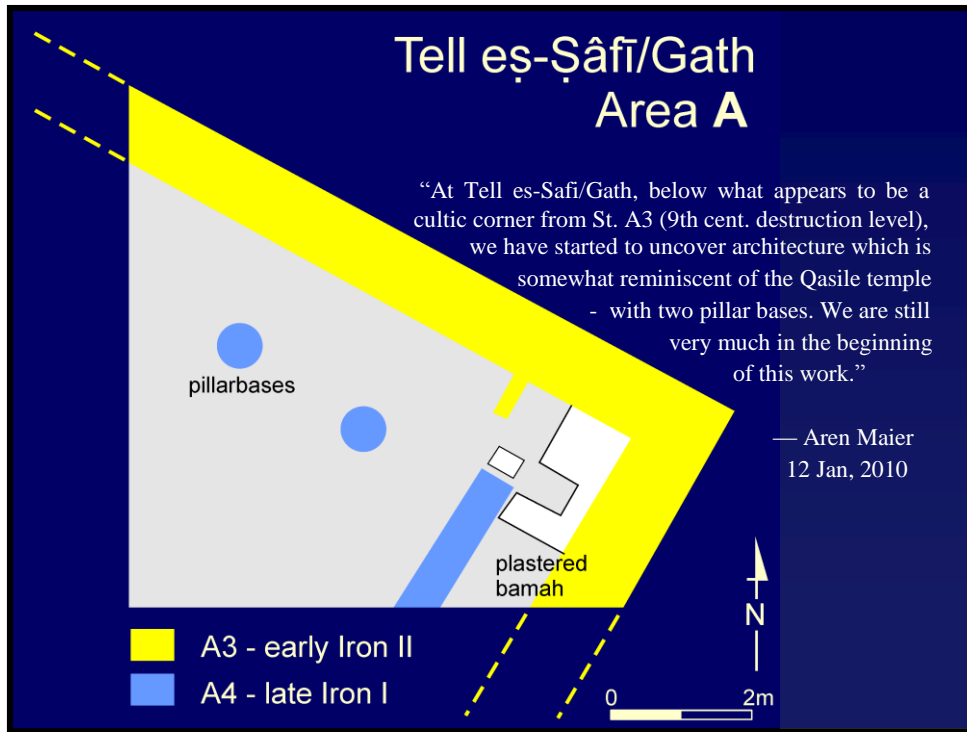 Tell eṣ-Ṣâfī/Gath
Area A
“At Tell es-Safi/Gath, below what appears to be a
cultic corner from St. A3 (9th cent. destruction level),
we have started to uncover architecture which is
somewhat reminiscent of the Qasile temple
- with two pillar bases. We are still
very much in the beginning
of this work.”
— Aren Maier
12 Jan, 2010
pillarbases
plastered
bamah
N
A3 - early Iron II
A4 - late Iron I
0 2m